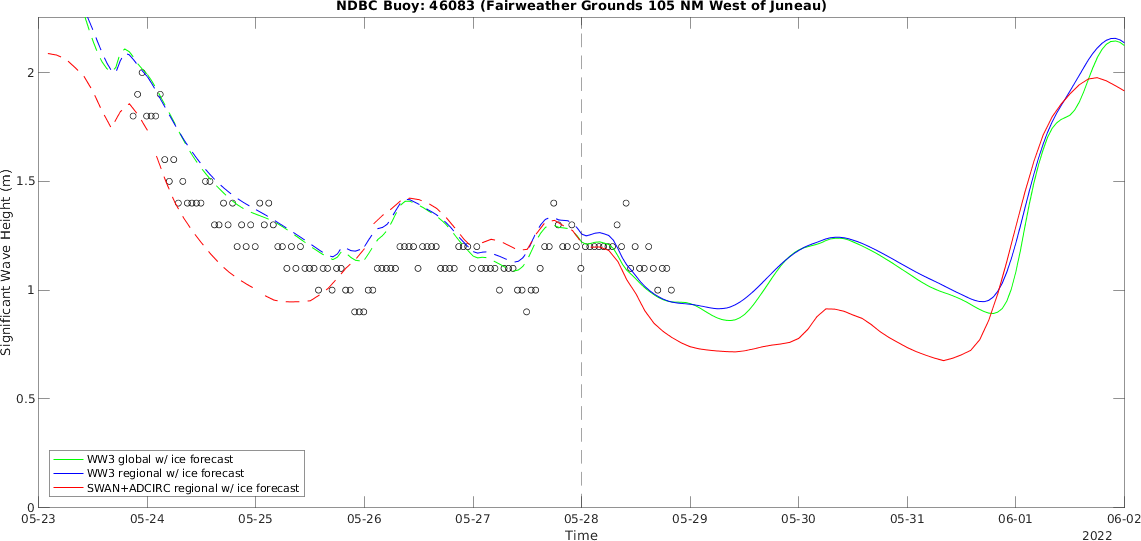 NDBC Buoy: 46083 (Fairweather Grounds 105 NM West of Juneau)
2
1.5
1
0.5
0
Significant Wave Height (m)
WW3 global w/ ice forecast
WW3 regional w/ ice forecast
SWAN+ADCIRC regional w/ ice forecast
05-23 05-24 05-25 05-26 05-27 05-28 05-29 05-30 05-31 06-01 06-02
Time
2022